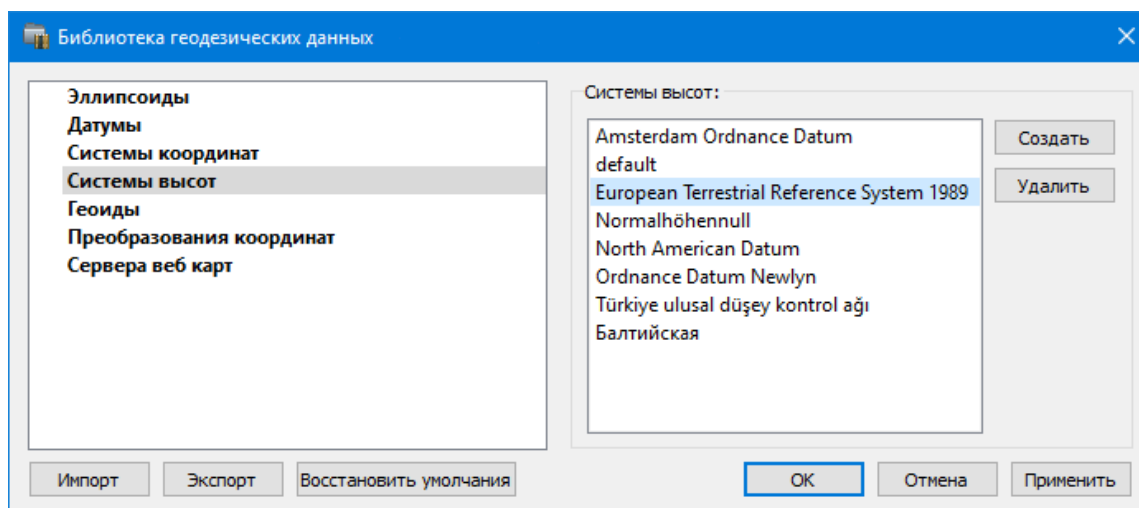 Библиотека геодезических данных
Эллипсоиды
Датумы
Системы координат
Системы высот
Геоиды
Преобразования координат
Сервера веб карт
Системы высот:
Amsterdam Ordnance Datum
default
European Terrestrial Reference System 1989
Normalhöhennull
North American Datum
Ordnance Datum Newlyn
Türkiye ulusal düşey kontrol ağı
Балтийская
Создать
Удалить
Импорт
Экспорт
Восстановить умолчания
OK
Отмена
Применить